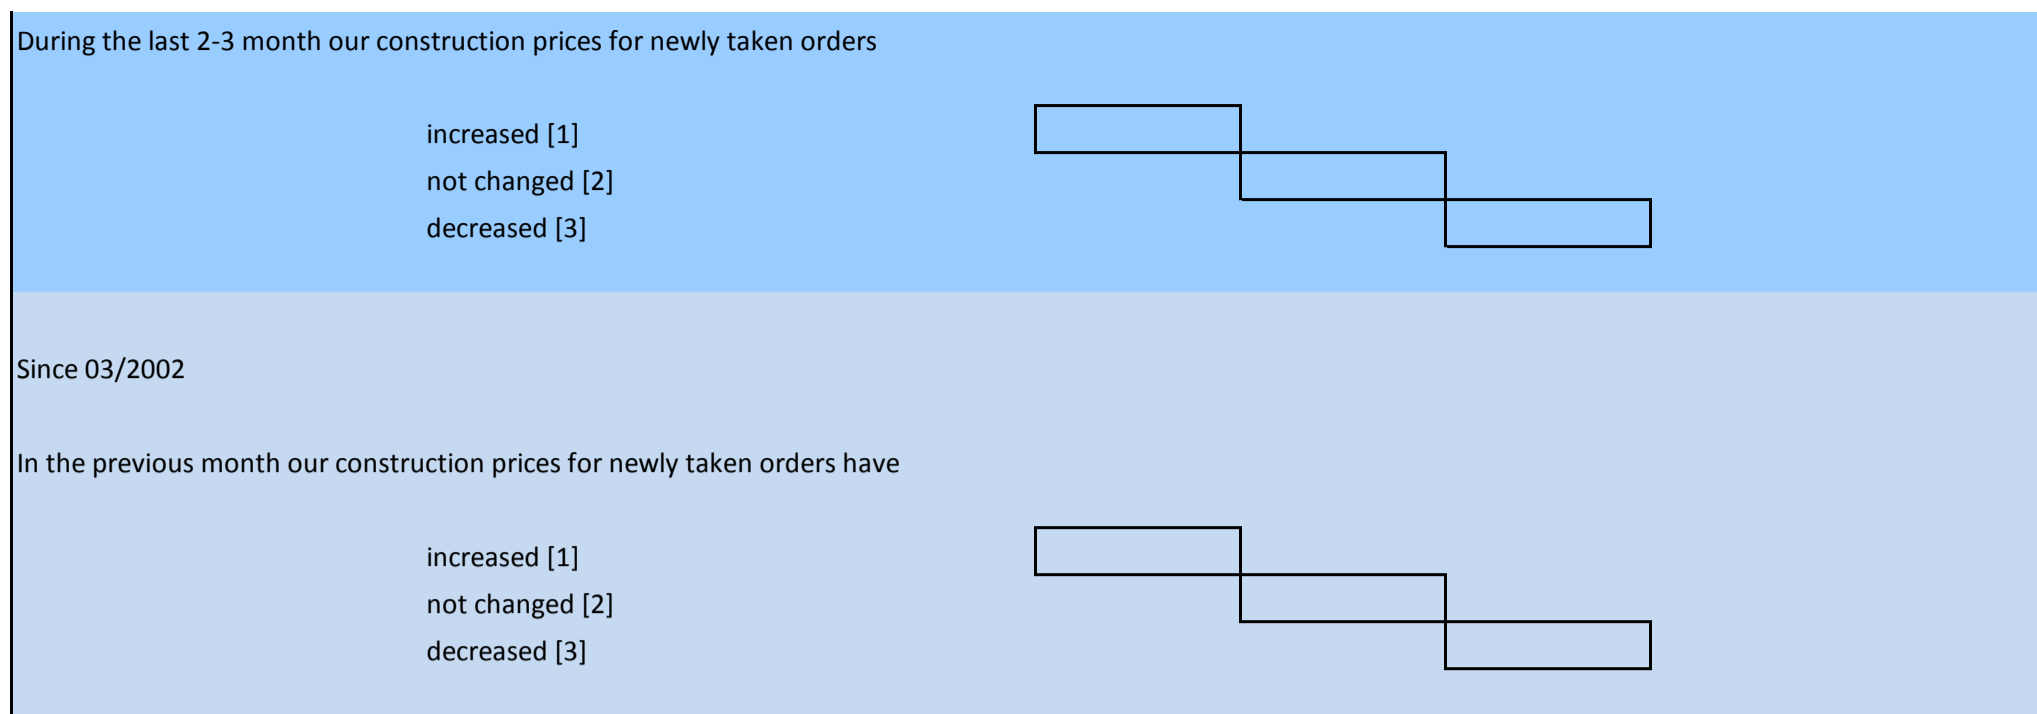 During the last 2-3 month our construction prices for newly taken orders
increased [1]
not changed [2]
decreased [3]
Since 03/2002
In the previous month our construction prices for newly taken orders have
increased [1]
not changed [2]
decreased [3]